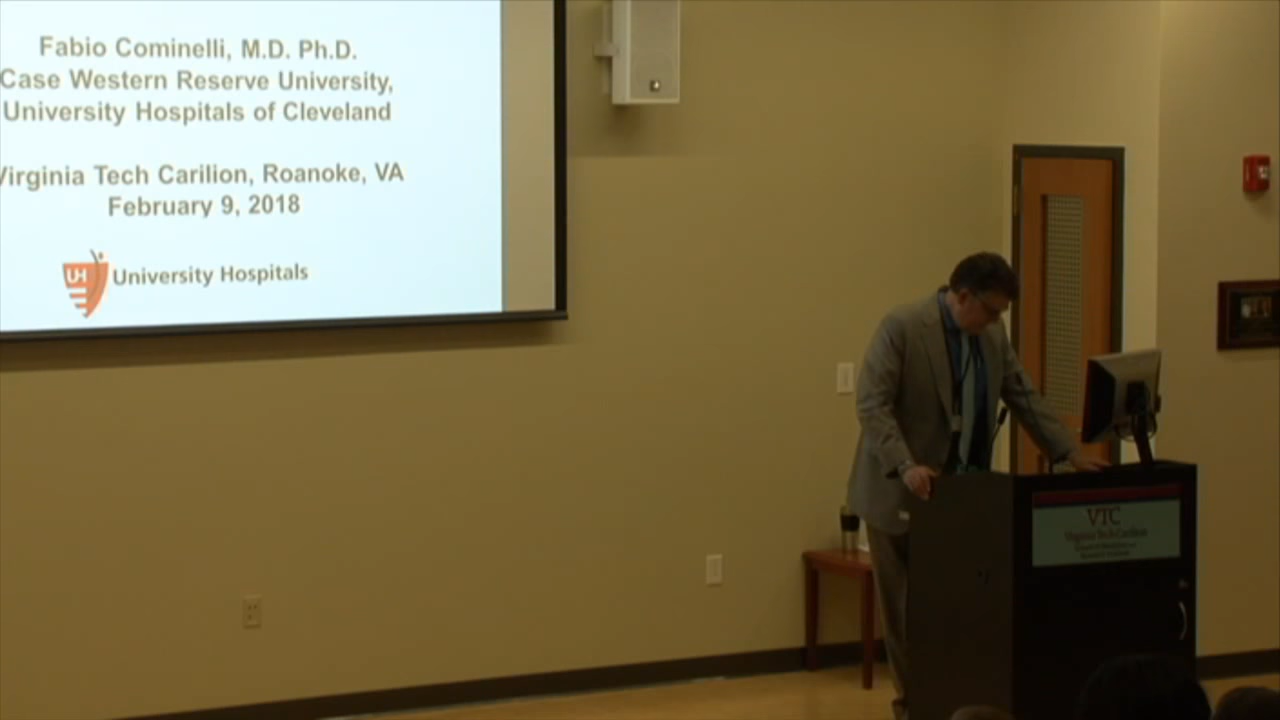 Fabio Cominelli, M.D. Ph.D.
Case Western Reserve University,
University Hospitals of Cleveland
Virginia Tech Carilion, Roanoke, VA
February 9, 2018
UH University Hospitals
VTC
Virginia Tech Carilion